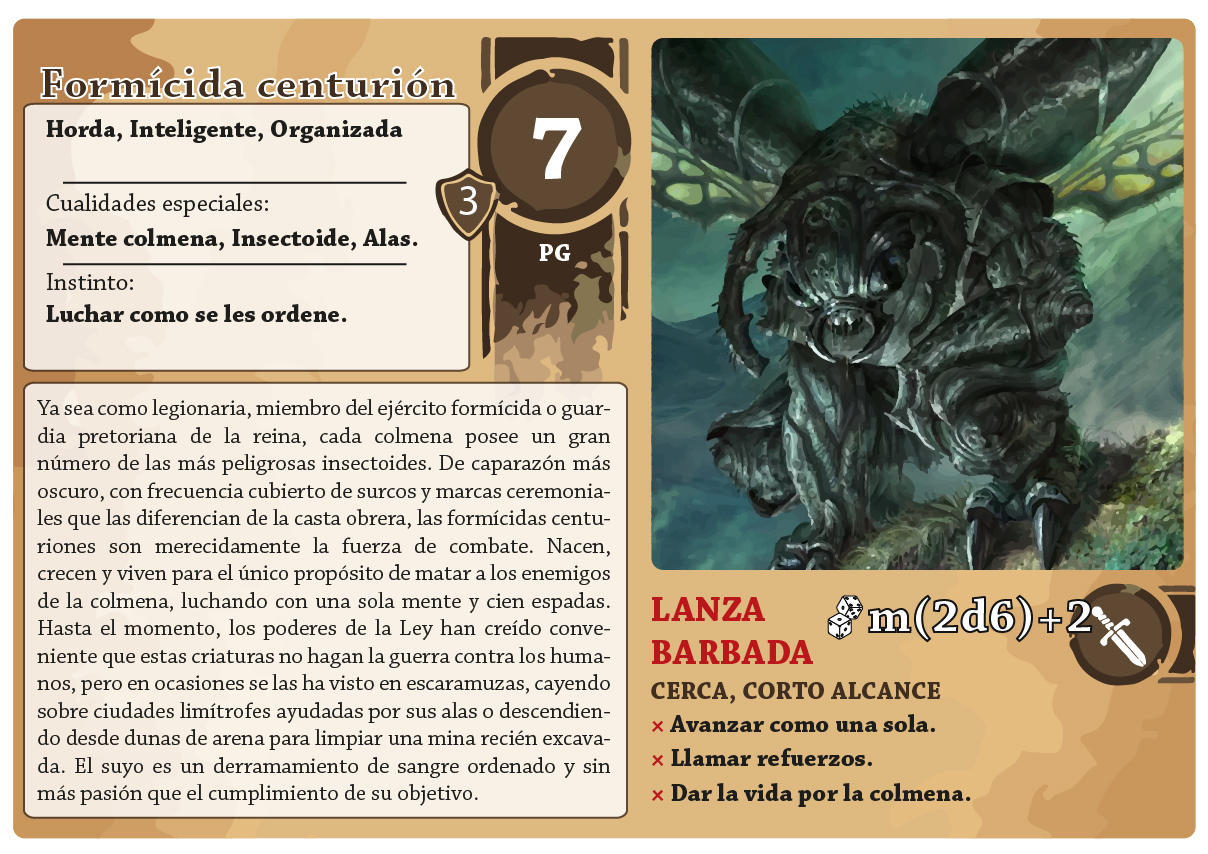 Formícida centurión
Horda, Inteligente, Organizada
Cualidades especiales:
Mente colmena, Insectoide, Alas.
Instinto:
Luchar como se les ordene.
3
7
PG
Ya sea como legionaria, miembro del ejército formícida o guar-
dia pretoriana de la reina, cada colmena posee un gran
número de las más peligrosas insectoides. De caparazón más
oscuro, con frecuencia cubierto de surcos y marcas ceremonia-
les que las diferencian de la casta obrera, las formícidas centu-
riones son merecidamente la fuerza de combate. Nacen,
crecen y viven para el único propósito de matar a los enemigos
de la colmena, luchando con una sola mente y cien espadas.
Hasta el momento, los poderes de la Ley han creído conve-
niente que estas criaturas no hagan la guerra contra los huma-
nos, pero en ocasiones se las ha visto en escaramuzas, cayendo
sobre ciudades limítrofes ayudadas por sus alas o descendien-
do desde dunas de arena para limpiar una mina recién excava-
da. El suyo es un derramamiento de sangre ordenado y sin
más pasión que el cumplimiento de su objetivo.
LANZA
BARBADA
m(2d6)+2
CERCA, CORTO ALCANCE
× Avanzar como una sola.
× Llamar refuerzos.
× Dar la vida por la colmena.